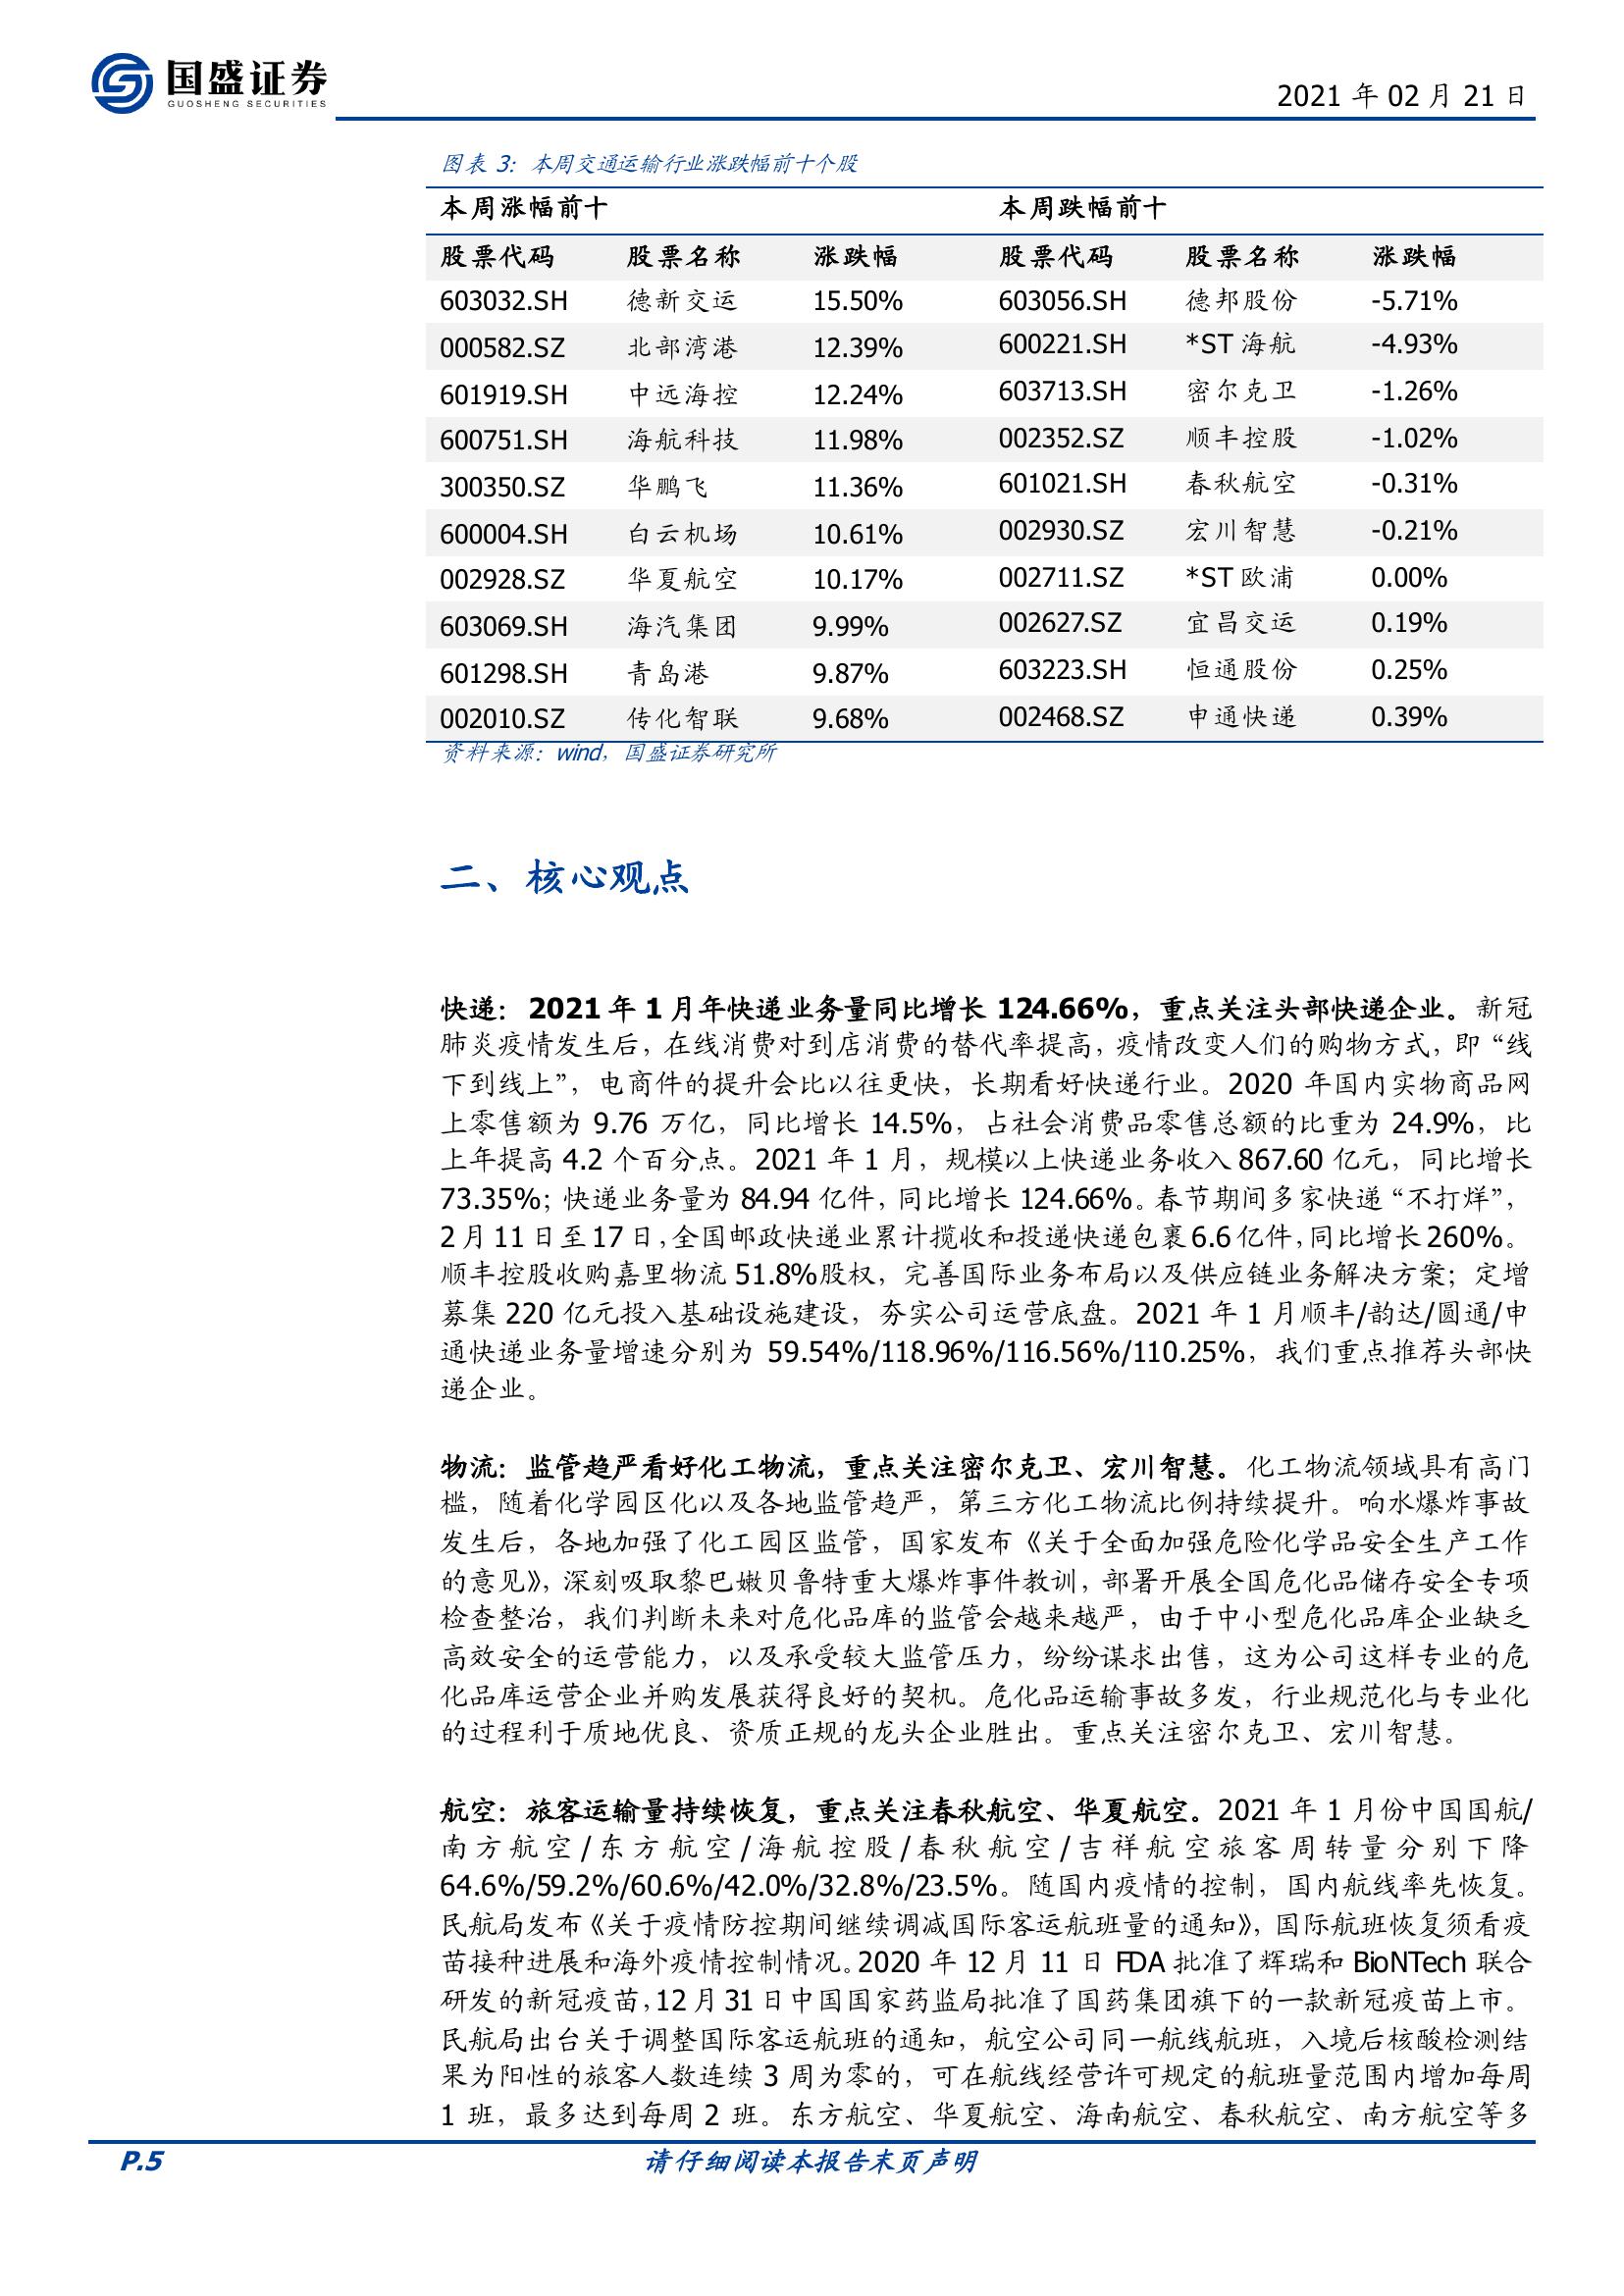 国盛证券
GUOSHENG SECURITIES
2021 年 02 月 21 日
图表 3：本周交通运输行业涨跌幅前十个股
本周涨幅前十 本周跌幅前十
股票代码 股票名称 涨跌幅 股票代码 股票名称 涨跌幅
603032.SH 德新交运 15.50% 603056.SH 德邦股份 -5.71%
000582.SZ 北部湾港 12.39% 600221.SH *ST 海航 -4.93%
601919.SH 中远海控 12.24% 603713.SH 密尔克卫 -1.26%
600751.SH 海航科技 11.98% 002352.SZ 顺丰控股 -1.02%
300350.SZ 华鹏飞 11.36% 601021.SH 春秋航空 -0.31%
600004.SH 白云机场 10.61% 002930.SZ 宏川智慧 -0.21%
002928.SZ 华夏航空 10.17% 002711.SZ *ST 欧浦 0.00%
603069.SH 海汽集团 9.99% 002627.SZ 宜昌交运 0.19%
601298.SH 青岛港 9.87% 603223.SH 恒通股份 0.25%
002010.SZ 传化智联 9.68% 002468.SZ 申通快递 0.39%
资料来源：wind，国盛证券研究所
二、核心观点
快递：2021 年 1 月年快递业务量同比增长 124.66%，重点关注头部快递企业。新冠
肺炎疫情发生后，在线消费对到店消费的替代率提高，疫情改变人们的购物方式，即“线
下到线上”，电商件的提升会比以往更快，长期看好快递行业。2020 年国内实物商品网
上零售额为 9.76 万亿，同比增长 14.5%，占社会消费品零售总额的比重为 24.9%，比
上年提高 4.2 个百分点。2021 年 1 月，规模以上快递业务收入 867.60 亿元，同比增长
73.35%；快递业务量为 84.94 亿件，同比增长 124.66%。春节期间多家快递“不打烊”，
2 月 11 日至 17 日，全国邮政快递业累计揽收和投递快递包裹 6.6 亿件，同比增长 260%。
顺丰控股收购嘉里物流 51.8%股权，完善国际业务布局以及供应链业务解决方案；定增
募集 220 亿元投入基础设施建设，夯实公司运营底盘。2021 年 1 月顺丰/韵达/圆通/申
通快递业务量增速分别为 59.54%/118.96%/116.56%/110.25%，我们重点推荐头部快
递企业。
物流：监管趋严看好化工物流，重点关注密尔克卫、宏川智慧。化工物流领域具有高门
槛，随着化学园区化以及各地监管趋严，第三方化工物流比例持续提升。响水爆炸事故
发生后，各地加强了化工园区监管，国家发布《关于全面加强危险化学品安全生产工作
的意见》，深刻吸取黎巴嫩贝鲁特重大爆炸事件教训，部署开展全国危化品储存安全专项
检查整治，我们判断未来对危化品库的监管会越来越严，由于中小型危化品库企业缺乏
高效安全的运营能力，以及承受较大监管压力，纷纷谋求出售，这为公司这样专业的危
化品库运营企业并购发展获得良好的契机。危化品运输事故多发，行业规范化与专业化
的过程利于质地优良、资质正规的龙头企业胜出。重点关注密尔克卫、宏川智慧。
航空：旅客运输量持续恢复，重点关注春秋航空、华夏航空。2021 年 1 月份中国国航/
南方航空/东方航空/海航控股/春秋航空/吉祥航空旅客周转量分别下降
64.6%/59.2%/60.6%/42.0%/32.8%/23.5%。随国内疫情的控制，国内航线率先恢复。
民航局发布《关于疫情防控期间继续调减国际客运航班量的通知》，国际航班恢复须看疫
苗接种进展和海外疫情控制情况。2020 年 12 月 11 日 FDA 批准了辉瑞和 BioNTech 联合
研发的新冠疫苗，12 月 31 日中国国家药监局批准了国药集团旗下的一款新冠疫苗上市。
民航局出台关于调整国际客运航班的通知，航空公司同一航线航班，入境后核酸检测结
果为阳性的旅客人数连续 3 周为零的，可在航线经营许可规定的航班量范围内增加每周
1 班，最多达到每周 2 班。东方航空、华夏航空、海南航空、春秋航空、南方航空等多
P.5 请仔细阅读本报告末页声明